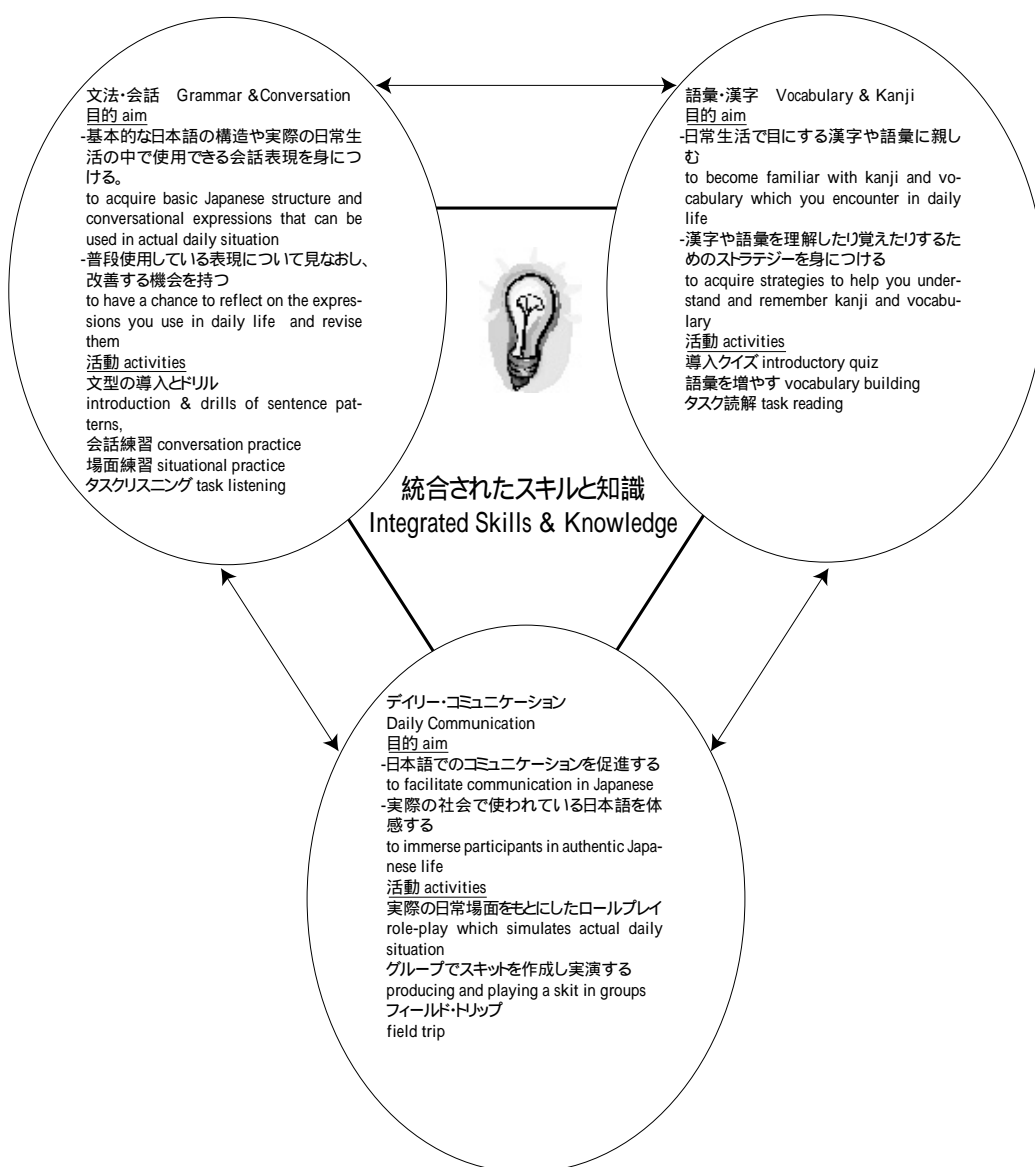 文法・会話　Grammar &Conversation
目的 aim
-基本的な日本語の構造や実際の日常生
活の中で使用できる会話表現を身につ
ける。
to acquire basic Japanese structure and
conversational expressions that can be
used in actual daily situation
-普段使用している表現について見なおし、
改善する機会を持つ
to have a chance to reflect on the expres-
sions you use in daily life and revise
them
活動 activities
文型の導入とドリル
introduction & drills of sentence pat-
terns,
会話練習 conversation practice
場面練習 situational practice
タスクリスニング task listening
語彙・漢字　Vocabulary & Kanji
目的 aim
-日常生活で目にする漢字や語彙に親し
む
to become familiar with kanji and vo-
cabulary which you encounter in daily
life
-漢字や語彙を理解したり覚えたりするた
めのストラテジーを身につける
to acquire strategies to help you under-
stand and remember kanji and vocabu-
lary
活動 activities
導入クイズ introductory quiz
語彙を増やす vocabulary building
タスク読解 task reading
統合されたスキルと知識
Integrated Skills & Knowledge
デイリー・コミュニケーション
Daily Communication
目的 aim
-日本語でのコミュニケーションを促進する
to facilitate communication in Japanese
-実際の社会で使われている日本語を体
感する
to immerse participants in authentic Japa-
nese life
活動 activities
実際の日常場面をもとにしたロールプレイ
role-play which simulates actual daily
situation
グループでスキットを作成し実演する
producing and playing a skit in groups
フィールド・トリップ
field trip